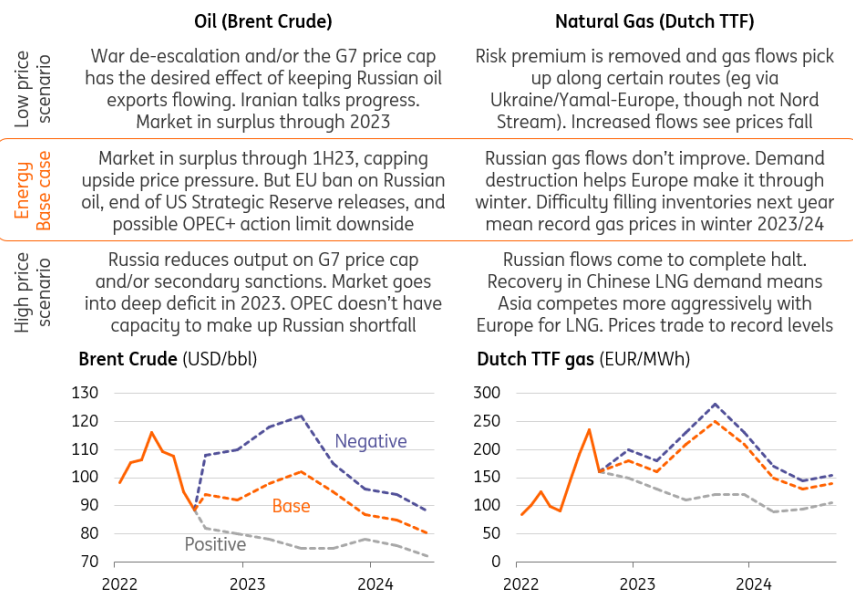 Oil (Brent Crude)
Natural Gas (Dutch TTF)
Low price
scenario
War de-escalation and/or the G7 price cap
has the desired effect of keeping Russian oil
exports flowing. Iranian talks progress.
Market in surplus through 2023
Risk premium is removed and gas flows pick
up along certain routes (eg via
Ukraine/Yamal-Europe, though not Nord
Stream). Increased flows see prices fall
Energy
Base case
Market in surplus through 1H23, capping
upside price pressure. But EU ban on Russian
oil, end of US Strategic Reserve releases, and
possible OPEC+ action limit downside
Russian gas flows don't improve. Demand
destruction helps Europe make it through
winter. Difficulty filling inventories next year
mean record gas prices in winter 2023/24
High price
scenario
Russia reduces output on G7 price cap
and/or secondary sanctions. Market goes
into deep deficit in 2023. OPEC doesn't have
capacity to make up Russian shortfall
Russian flows come to complete halt.
Recovery in Chinese LNG demand means
Asia competes more aggressively with
Europe for LNG. Prices trade to record levels
Brent Crude (USD/bbl)
130
120
110
100
90
80
70
Negative
Base
Positive
2022
2023
2024
Dutch TTF gas (EUR/MWh)
300
250
200
150
100
50
0
2022
2023
2024